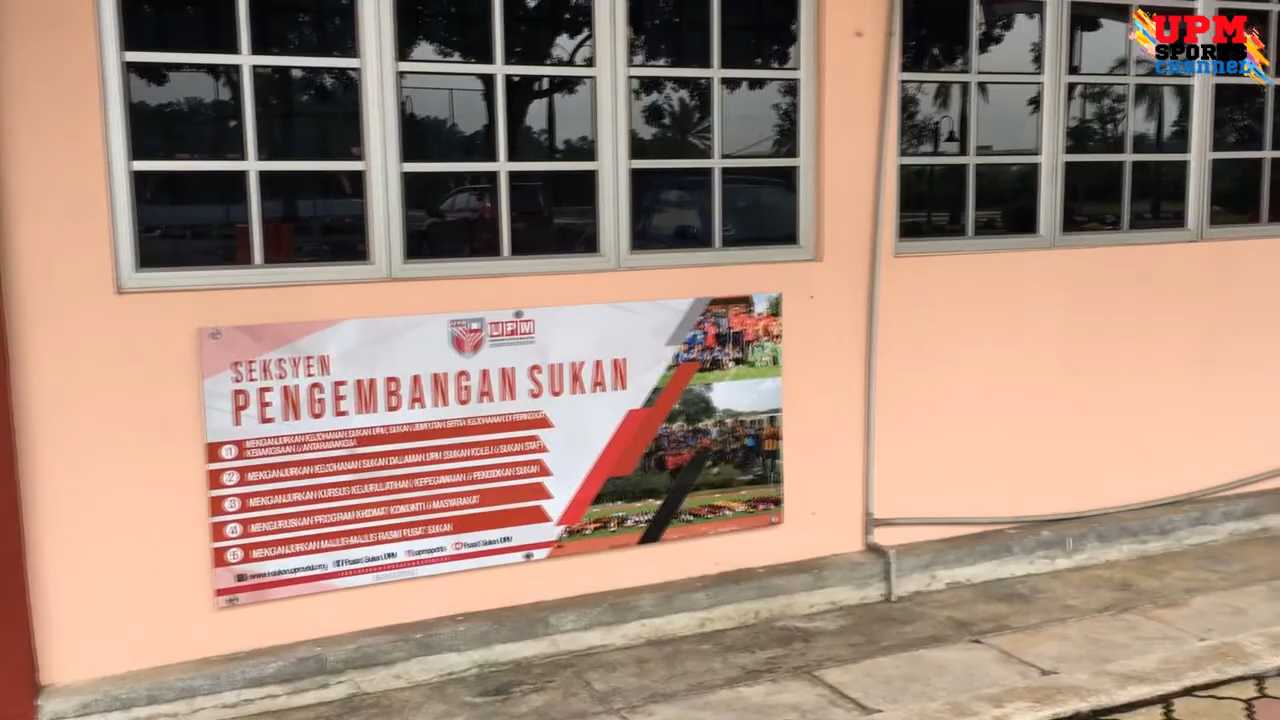 UPM
SPORTS
channel
UPM
SEKSYEN
PENGEMBANGAN SUKAN
1 MENGANJURKAN KEJOHANAN SUKAN UPM, SUKAN JEMPUTAN SERTA KEJOHANAN DI PERINGKAT
KEBANGSAAN & ANTARABANGSA
2 MENGANJURKAN KEJOHANAN SUKAN DALAMAN UPM (SUKAN KOLEJ & SUKAN STAF)
3 MENGANJURKAN KURSUS KEJURULATIHAN, KEPEGAWAIAN & PENDIDIKAN SUKAN
4 MENGURUSKAN PROGRAM KHIDMAT KOMUNITI & MASYARAKAT
5 MENGANJURKAN MAJLIS-MAJLIS RASMI PUSAT SUKAN
Pusat Sukan UPM upmsports Pusat Sukan UPM